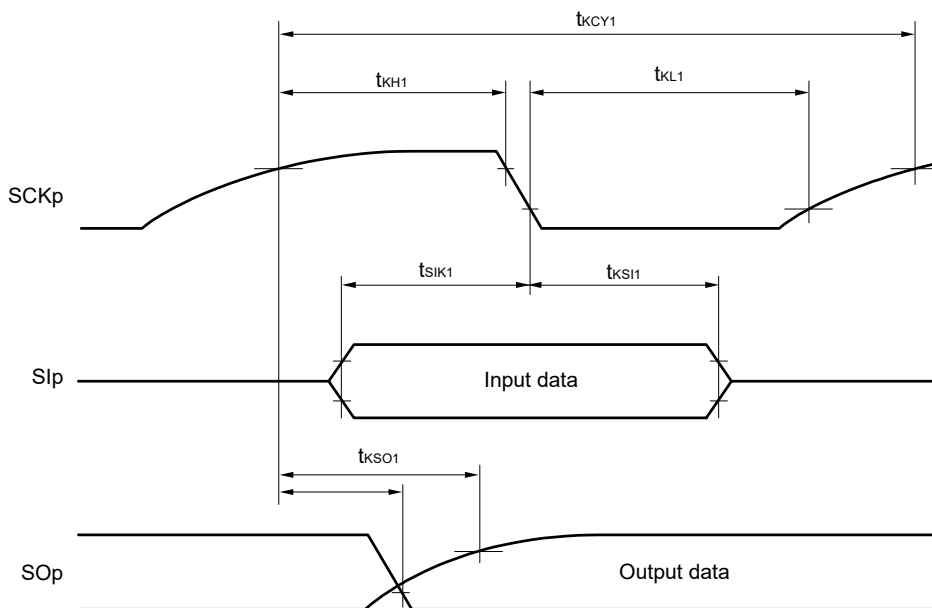 tKCY1
tKH1
tKL1
SCKp
tSIK1
tKSI1
SIp
Input data
tKSO1
SOp
Output data